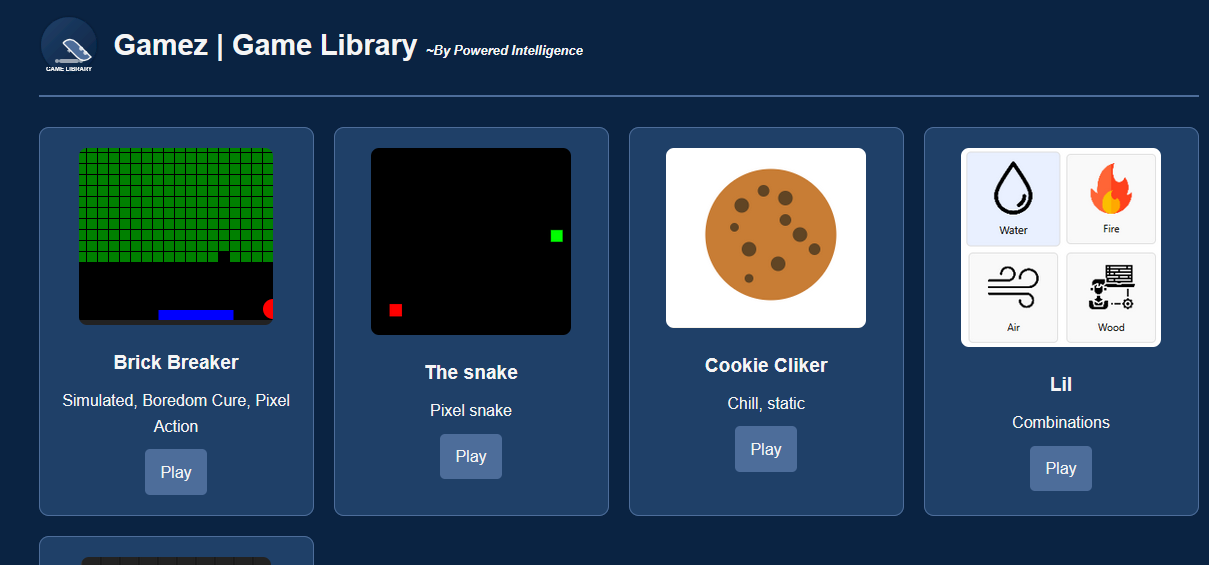 GAME LIBRARY
Gamez | Game Library ~By Powered Intelligence
Water
Fire
Air
Wood
Brick Breaker
Simulated, Boredom Cure, Pixel
Action
Play
The snake
Pixel snake
Play
Cookie Cliker
Chill, static
Play
Lil
Combinations
Play